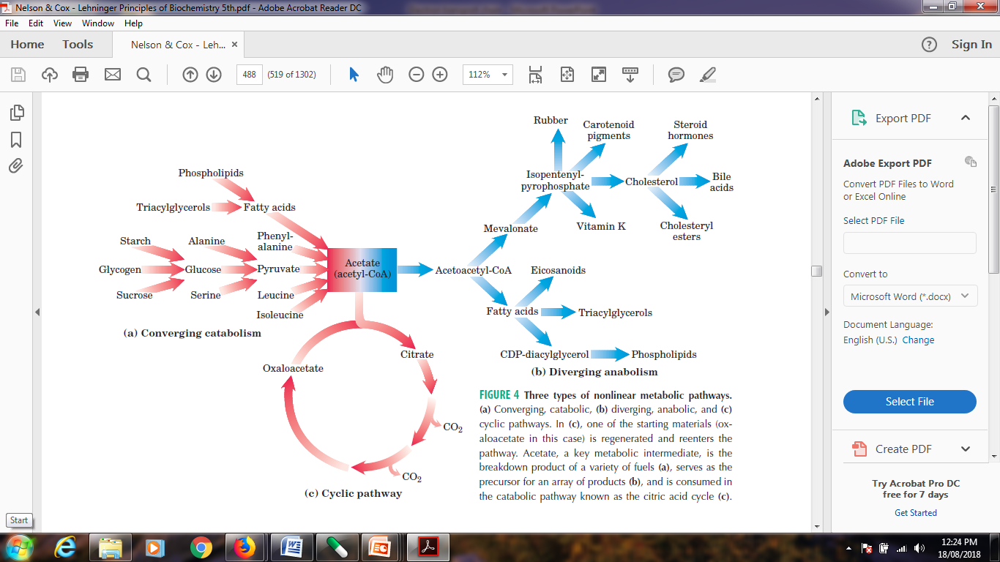 Nelson & Cox - Lehninger Principles of Biochemistry 5th.pdf - Adobe Acrobat Reader DC
File Edit View Window Help
Home Tools Nelson & Cox - Leh... × Sign In
488 (519 of 1302) 112%
Rubber
Carotenoid
pigments
Steroid
hormones
Phospholipids
Isopentenyl-
pyrophosphate
Cholesterol
Bile
acids
Triacylglycerols
Fatty acids
Mevalonate
Vitamin K
Cholesteryl
esters
Starch
Alanine
Phenyl-
alanine
Glycogen
Glucose
Pyruvate
Acetate
(acetyl-CoA)
Acetoacetyl-CoA
Eicosanoids
Sucrose
Serine
Leucine
Isoleucine
Fatty acids
Triacylglycerols
(a) Converging catabolism
Citrate
CDP-diacylglycerol
Phospholipids
Oxaloacetate
(b) Diverging anabolism
CO2
CO2
(c) Cyclic pathway
FIGURE 4 Three types of nonlinear metabolic pathways.
(a) Converging, catabolic, (b) diverging, anabolic, and (c)
cyclic pathways. In (c), one of the starting materials (ox-
aloacetate in this case) is regenerated and reenters the
pathway. Acetate, a key metabolic intermediate, is the
breakdown product of a variety of fuels (a), serves as the
precursor for an array of products (b), and is consumed in
the catabolic pathway known as the citric acid cycle (c).
Export PDF
Adobe Export PDF
Convert PDF Files to Word
or Excel Online
Select PDF File
Convert to
Microsoft Word (*.docx)
Document Language:
English (U.S.) Change
Select File
Create PDF
Try Acrobat Pro DC
free for 7 days
Get Started
Start
12:24 PM
18/08/2018